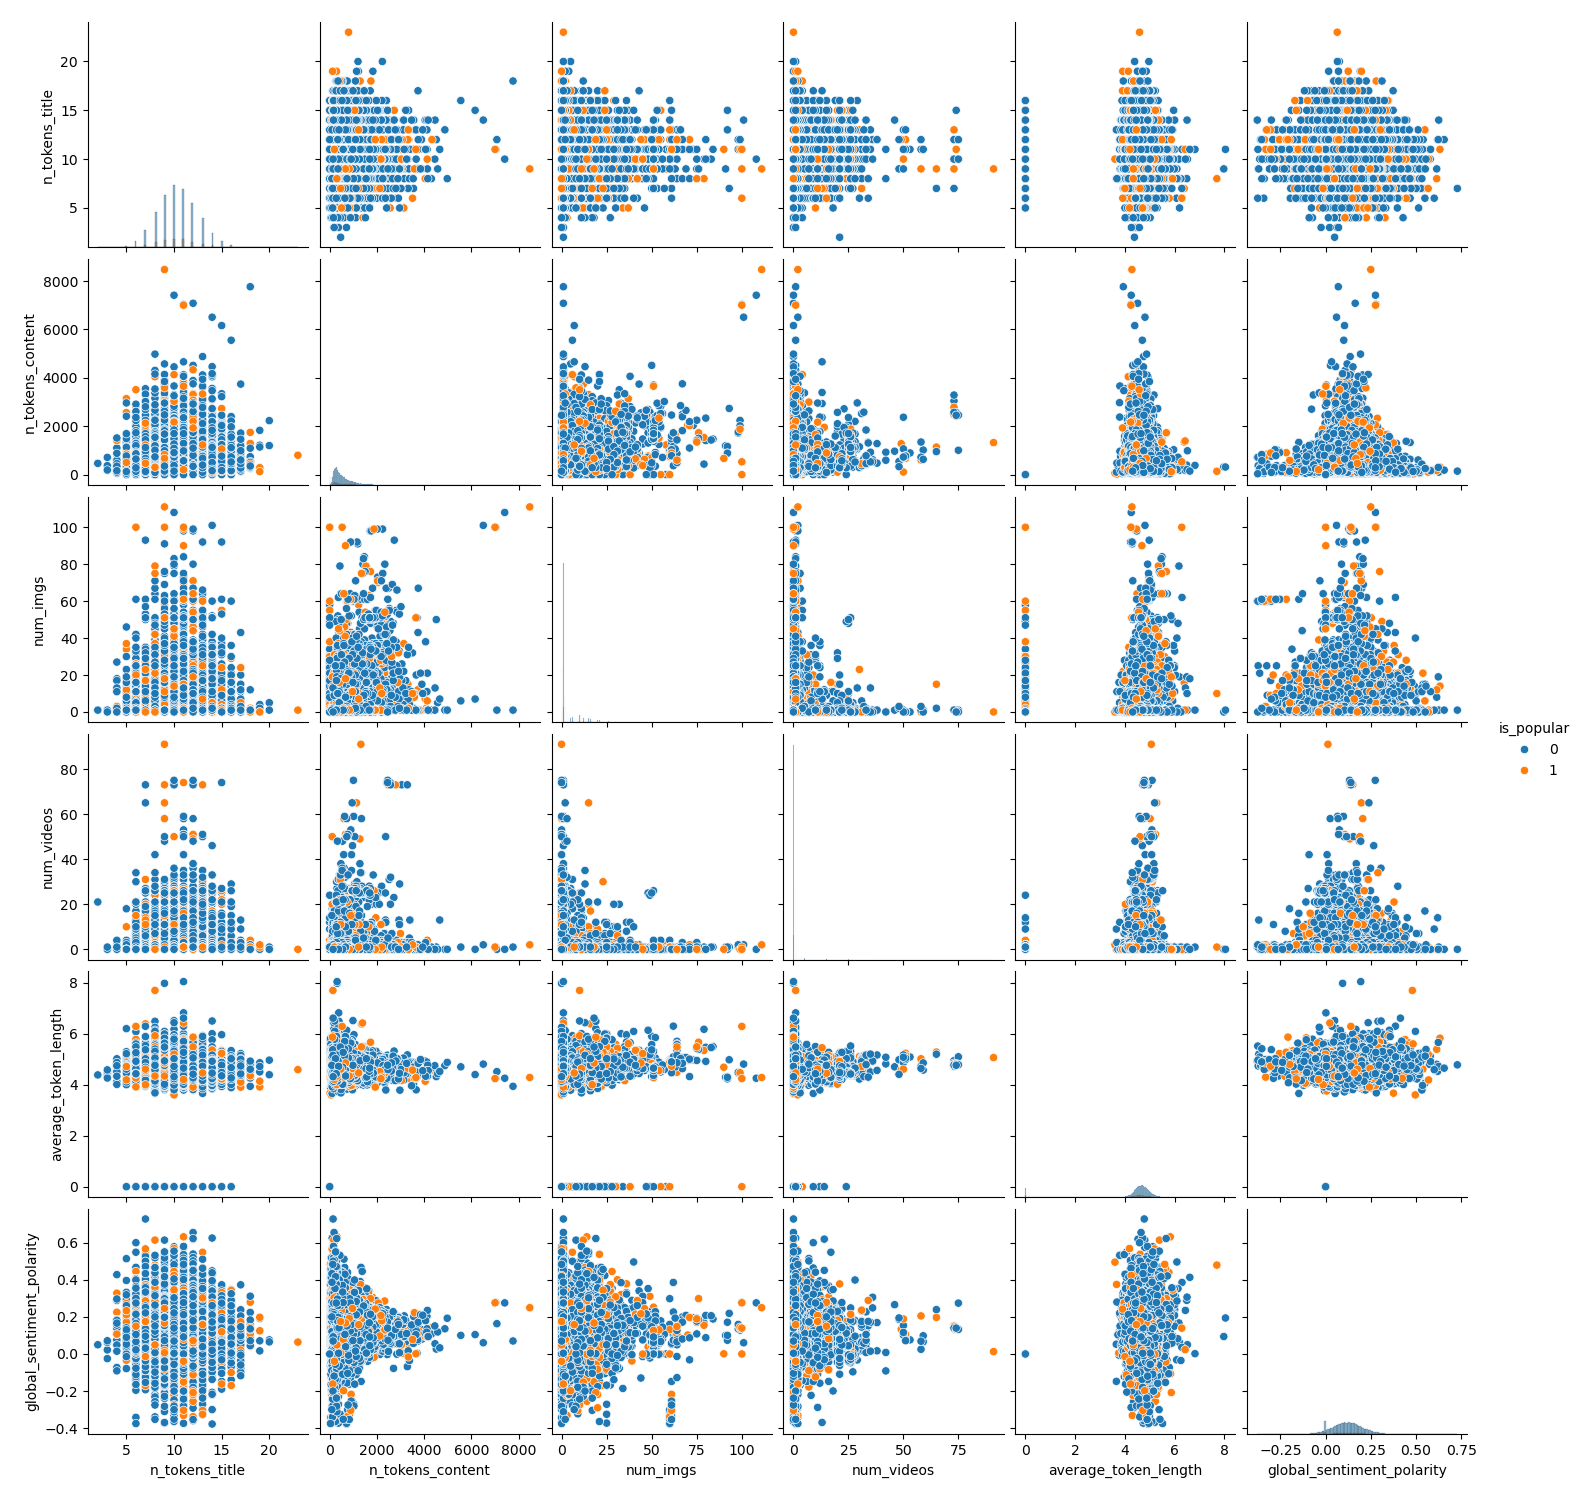 n_tokens_title
20
15
10
5
n_tokens_content
8000
6000
4000
2000
0
num_imgs
100
80
60
40
20
0
is_popular
0
1
num_videos
80
60
40
20
0
average_token_length
8
6
4
2
0
global_sentiment_polarity
0.6
0.4
0.2
0.0
−0.2
−0.4
5 10 15 20
0 2000 4000 6000 8000
0 25 50 75 100
0 25 50 75
0 2 4 6 8
−0.25 0.00 0.25 0.50 0.75
n_tokens_title
n_tokens_content
num_imgs
num_videos
average_token_length
global_sentiment_polarity